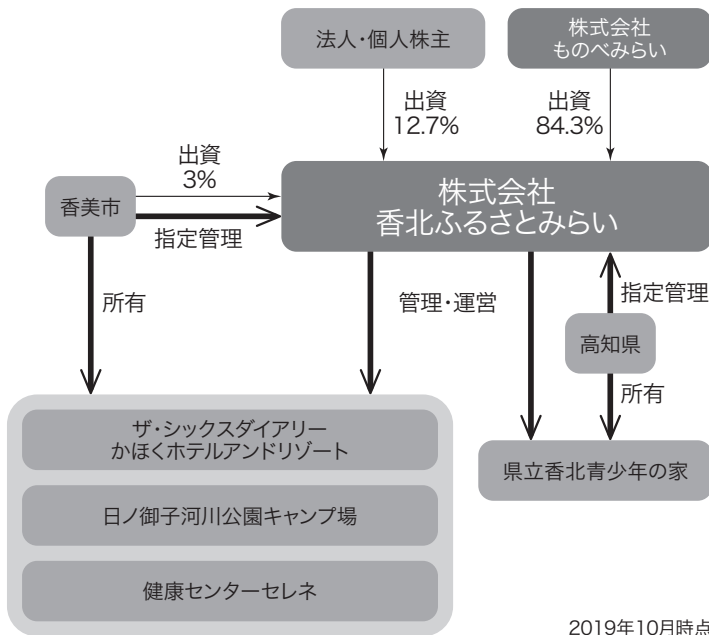 法人・個人株主
株式会社
ものべみらい
出資
12.7%
出資
84.3%
出資
3%
香美市
指定管理
株式会社
香北ふるさとみらい
所有
管理・運営
指定管理
高知県
所有
ザ・シックスダイアリー
かほくホテルアンドリゾート
県立香北青少年の家
日ノ御子河川公園キャンプ場
健康センターセレネ
2019年10月時点